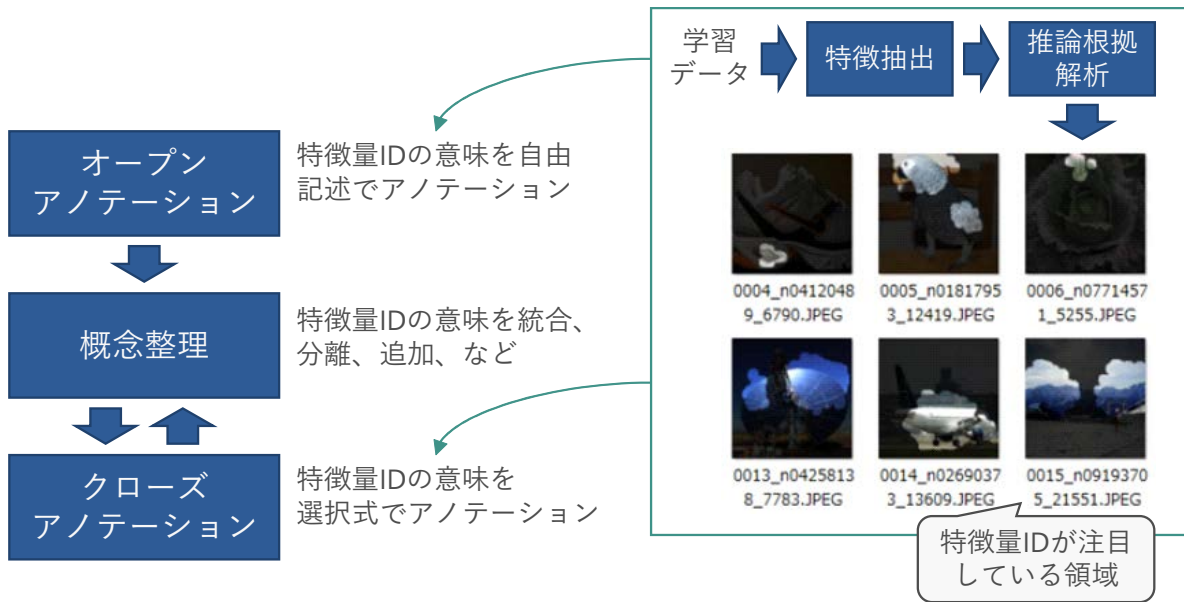 学習
データ
特徴抽出
推論根拠
解析
オープン
アノテーション
特徴量IDの意味を自由
記述でアノテーション
概念整理
特徴量IDの意味を統合、
分離、追加、など
クローズ
アノテーション
特徴量IDの意味を
選択式でアノテーション
0004_n0412048
9_6790.JPEG
0005_n0181795
3_12419.JPEG
0006_n0771457
1_5255.JPEG
0013_n0425813
8_7783.JPEG
0014_n0269037
3_13609.JPEG
0015_n0919370
5_21551.JPEG
特徴量IDが注目
している領域